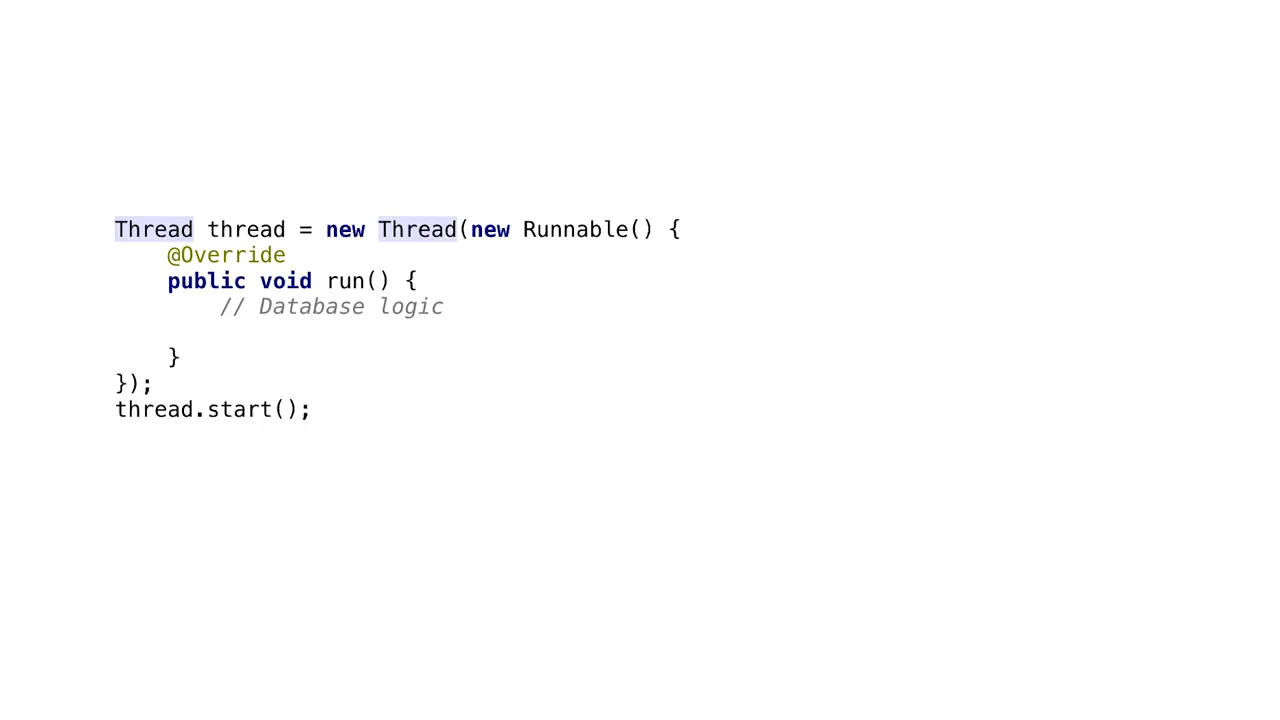 Thread thread = new Thread(new Runnable() {
    @Override
    public void run() {
        // Database logic

    }
});
thread.start();